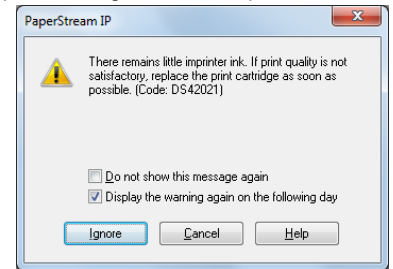 PaperStream IP
There remains little imprinter ink. If print quality is not
satisfactory, replace the print cartridge as soon as
possible. (Code: DS42021)
Do not show this message again
Display the warning again on the following day
Ignore
Cancel
Help